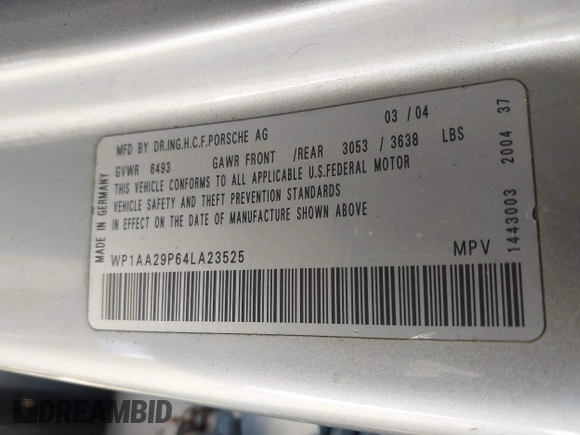 MFD BY DR.ING.H.C.F.PORSCHE AG 03 / 04
GVWR 6493 GAWR FRONT /REAR 3053 / 3638 LBS
THIS VEHICLE CONFORMS TO ALL APPLICABLE U.S.FEDERAL MOTOR
VEHICLE SAFETY AND THEFT PREVENTION STANDARDS
IN EFFECT ON THE DATE OF MANUFACTURE SHOWN ABOVE
WP1AA29P64LA23525 MPV
MADE IN GERMANY
1443003 2004 37
DREAMBID